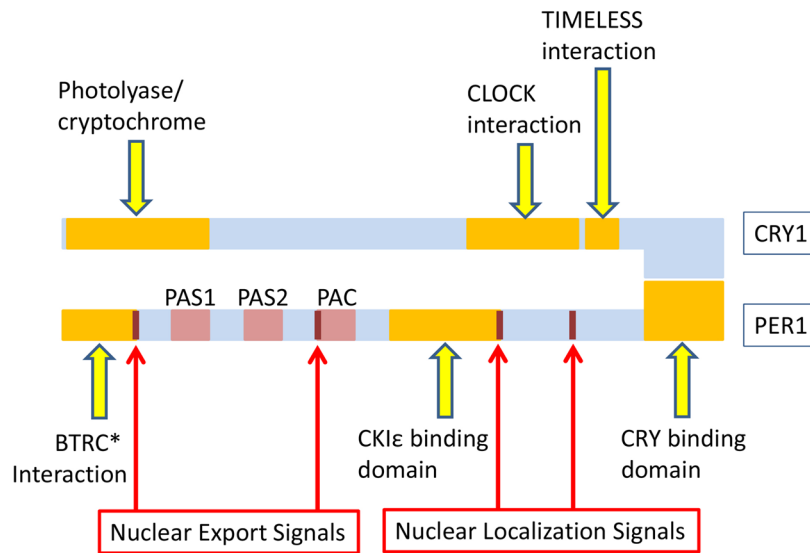 TIMELESS
interaction
Photolyase/
cryptochrome
CLOCK
interaction
CRY1
PAS1
PAS2
PAC
PER1
BTRC*
Interaction
CKIε binding
domain
CRY binding
domain
Nuclear Export Signals
Nuclear Localization Signals